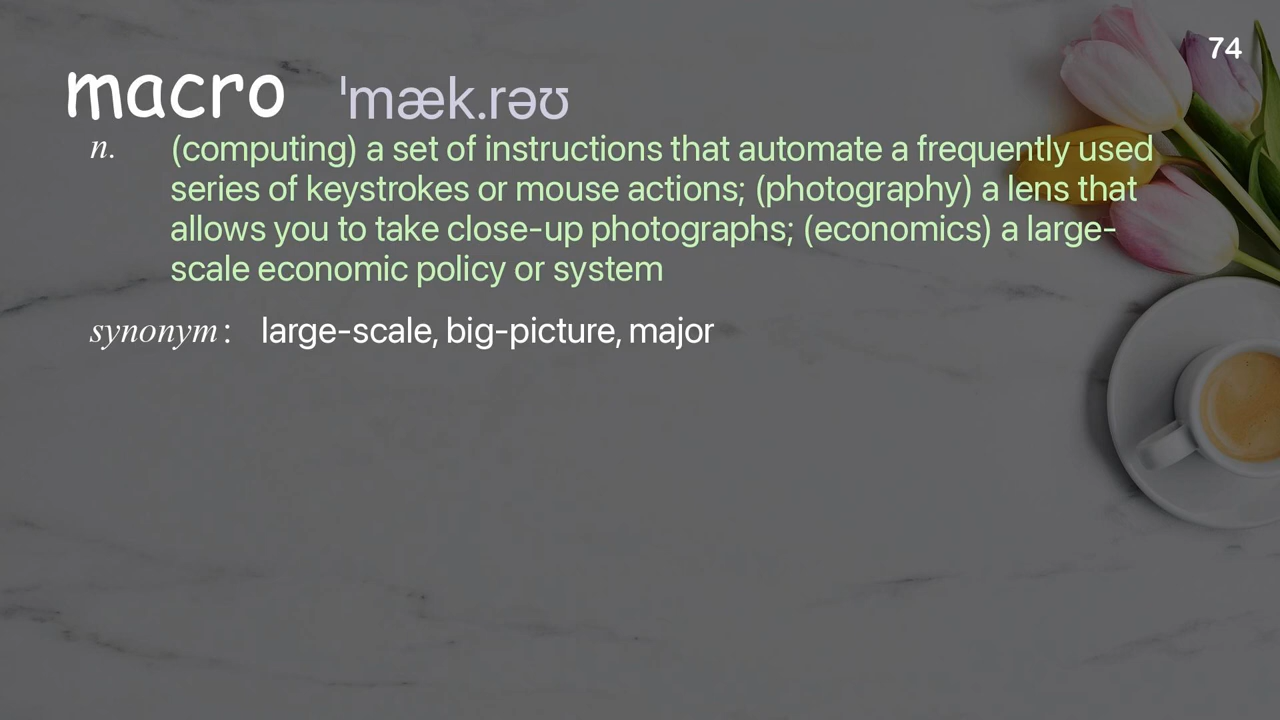 74
macro ˈmæk.rəʊ
n. (computing) a set of instructions that automate a frequently used
series of keystrokes or mouse actions; (photography) a lens that
allows you to take close-up photographs; (economics) a large-
scale economic policy or system
synonym: large-scale, big-picture, major